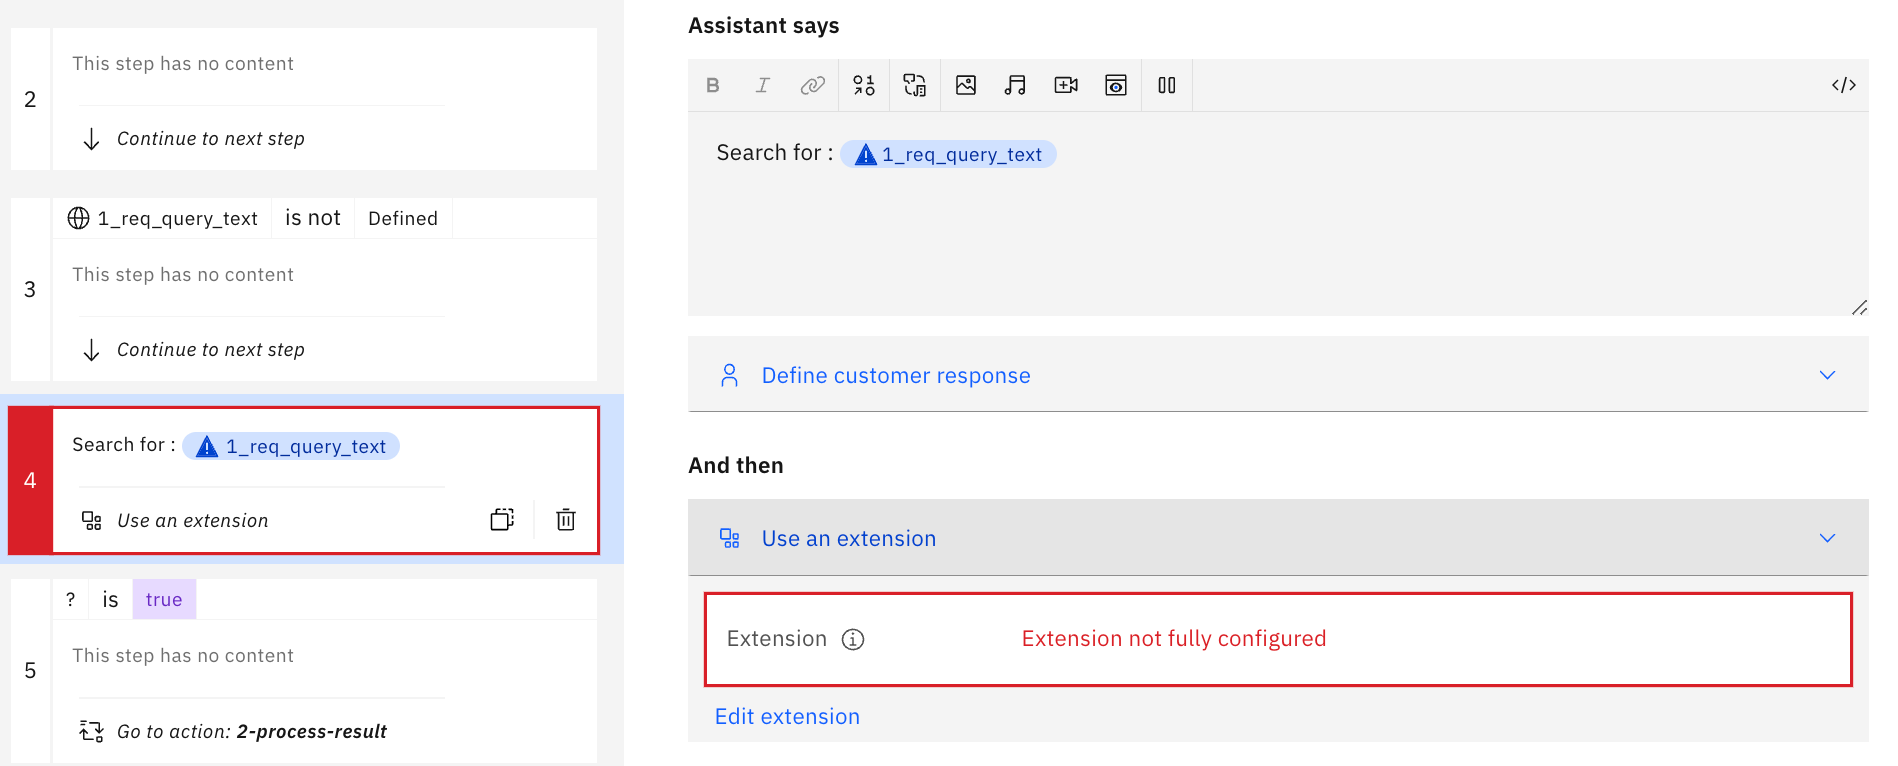 2
This step has no content
Continue to next step
3
1_req_query_text is not Defined
This step has no content
Continue to next step
4
Search for : 1_req_query_text
Use an extension
5
? is true
This step has no content
Go to action: 2-process-result
Assistant says
B I </>
Search for : 1_req_query_text
Define customer response
And then
Use an extension
Extension Extension not fully configured
Edit extension